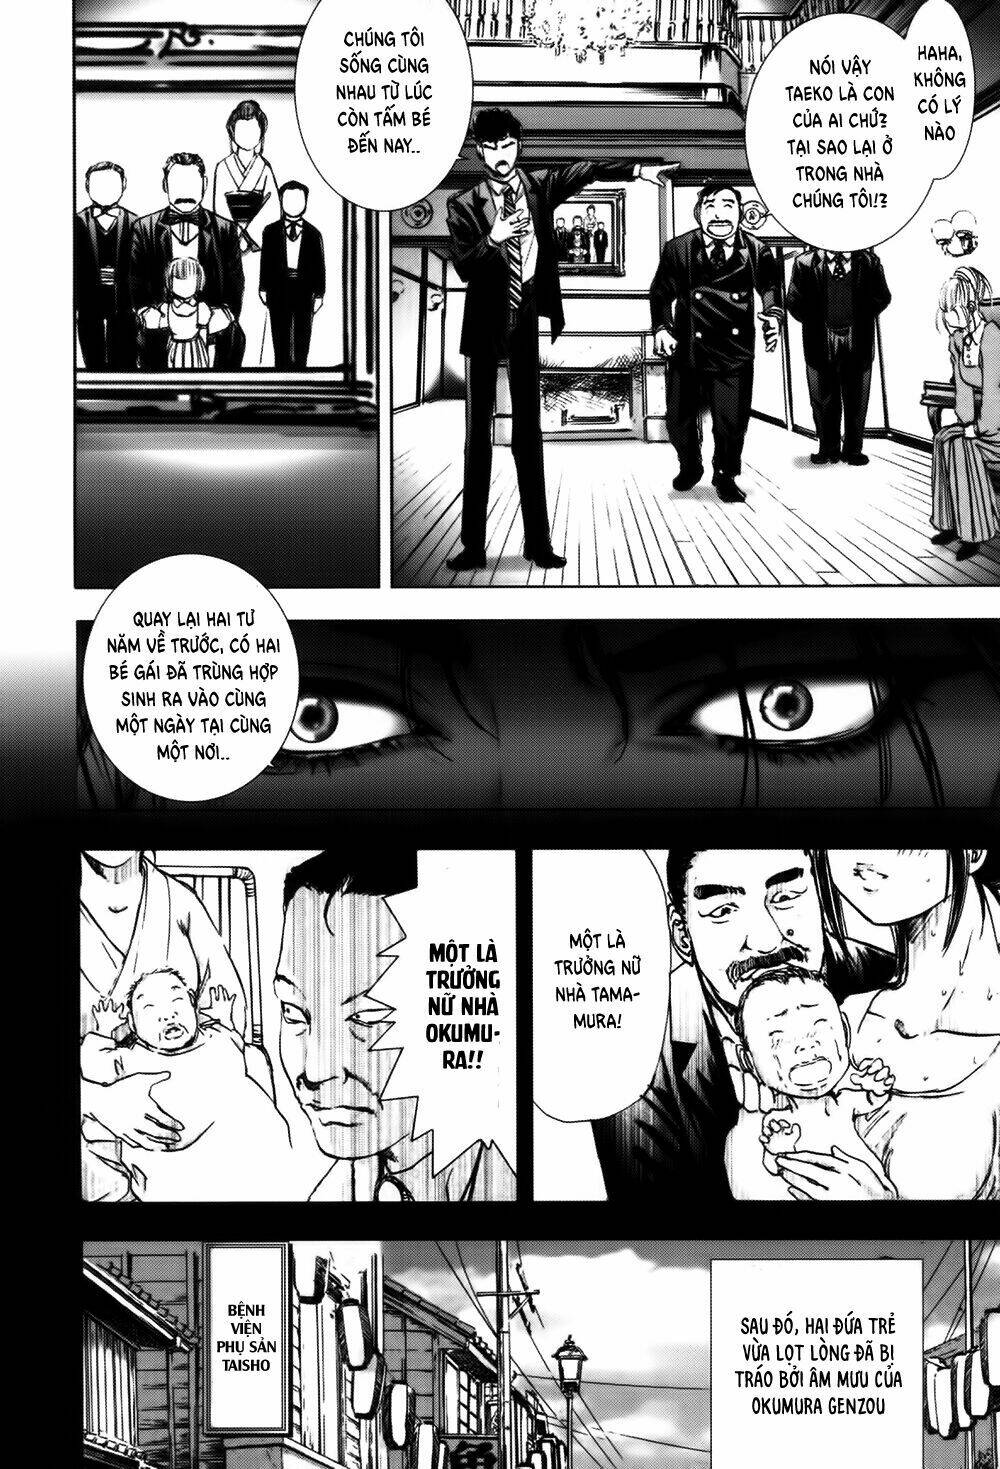 HAHA,
KHÔNG
CÓ LÝ
NÀO
NÓI VẬY
TAEKO LÀ CON
CỦA AI CHỨ?
TẠI SAO LẠI Ở
TRONG NHÀ
CHÚNG TÔI!?
CHÚNG TÔI
SỐNG CÙNG
NHAU TỪ LÚC
CÒN TẤM BÉ
ĐẾN NAY..
QUAY LẠI HAI TƯ
NĂM VỀ TRƯỚC, CÓ HAI
BÉ GÁI ĐÃ TRÙNG HỢP
SINH RA VÀO CÙNG
MỘT NGÀY TẠI CÙNG
MỘT NƠI..
MỘT LÀ
TRƯỞNG NỮ
NHÀ TAMA-
MURA!
MỘT LÀ
TRƯỞNG
NỮ NHÀ
OKUMU-
RA!!
SAU ĐÓ, HAI ĐỨA TRẺ
VỪA LỌT LÒNG ĐÃ BỊ
TRÁO BỞI ÂM MƯU CỦA
OKUMURA GENZOU
BỆNH
VIỆN
PHỤ SẢN
TAISHO
魚